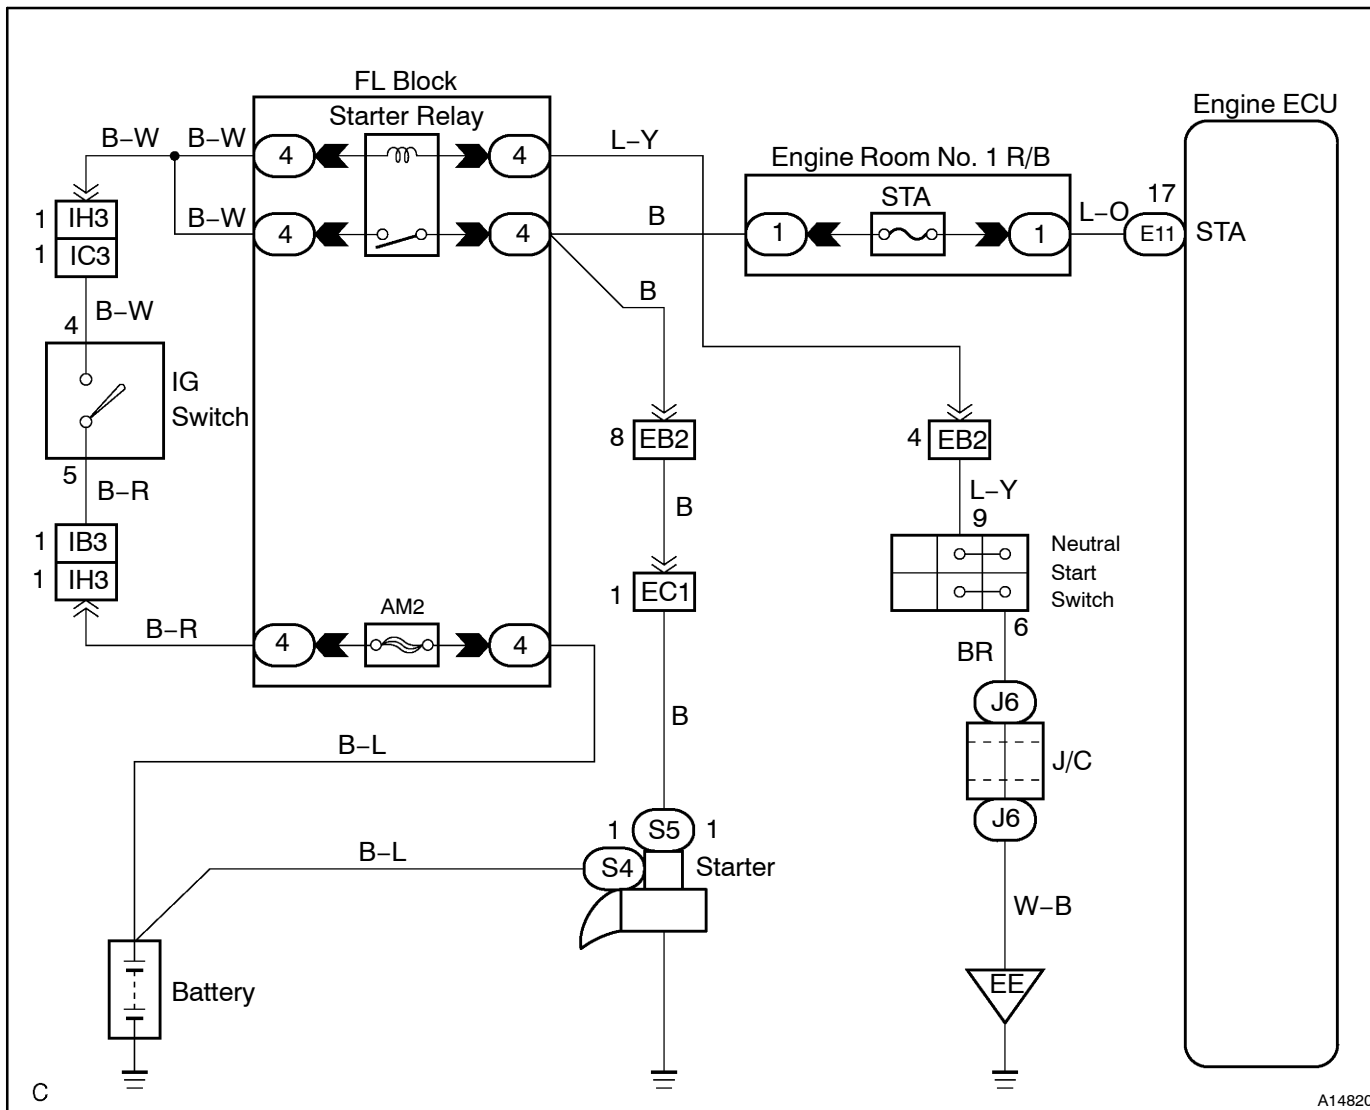 FL Block
Starter Relay
Engine ECU
B–W B–W
4
4
L–Y
Engine Room No. 1 R/B
STA
17
L–O
1 IH3
B–W
4
4
B
1
1
E11
STA
1 IC3
B
B–W
4
IG
Switch
8 EB2
4 EB2
5
B–R
B
L–Y
9
1 IB3
1 IH3
Neutral
Start
Switch
1 EC1
AM2
B–R
4
4
6
BR
J6
B
B–L
J/C
1 S5 1
J6
B–L
S4
Starter
W–B
Battery
EE
C
A14820